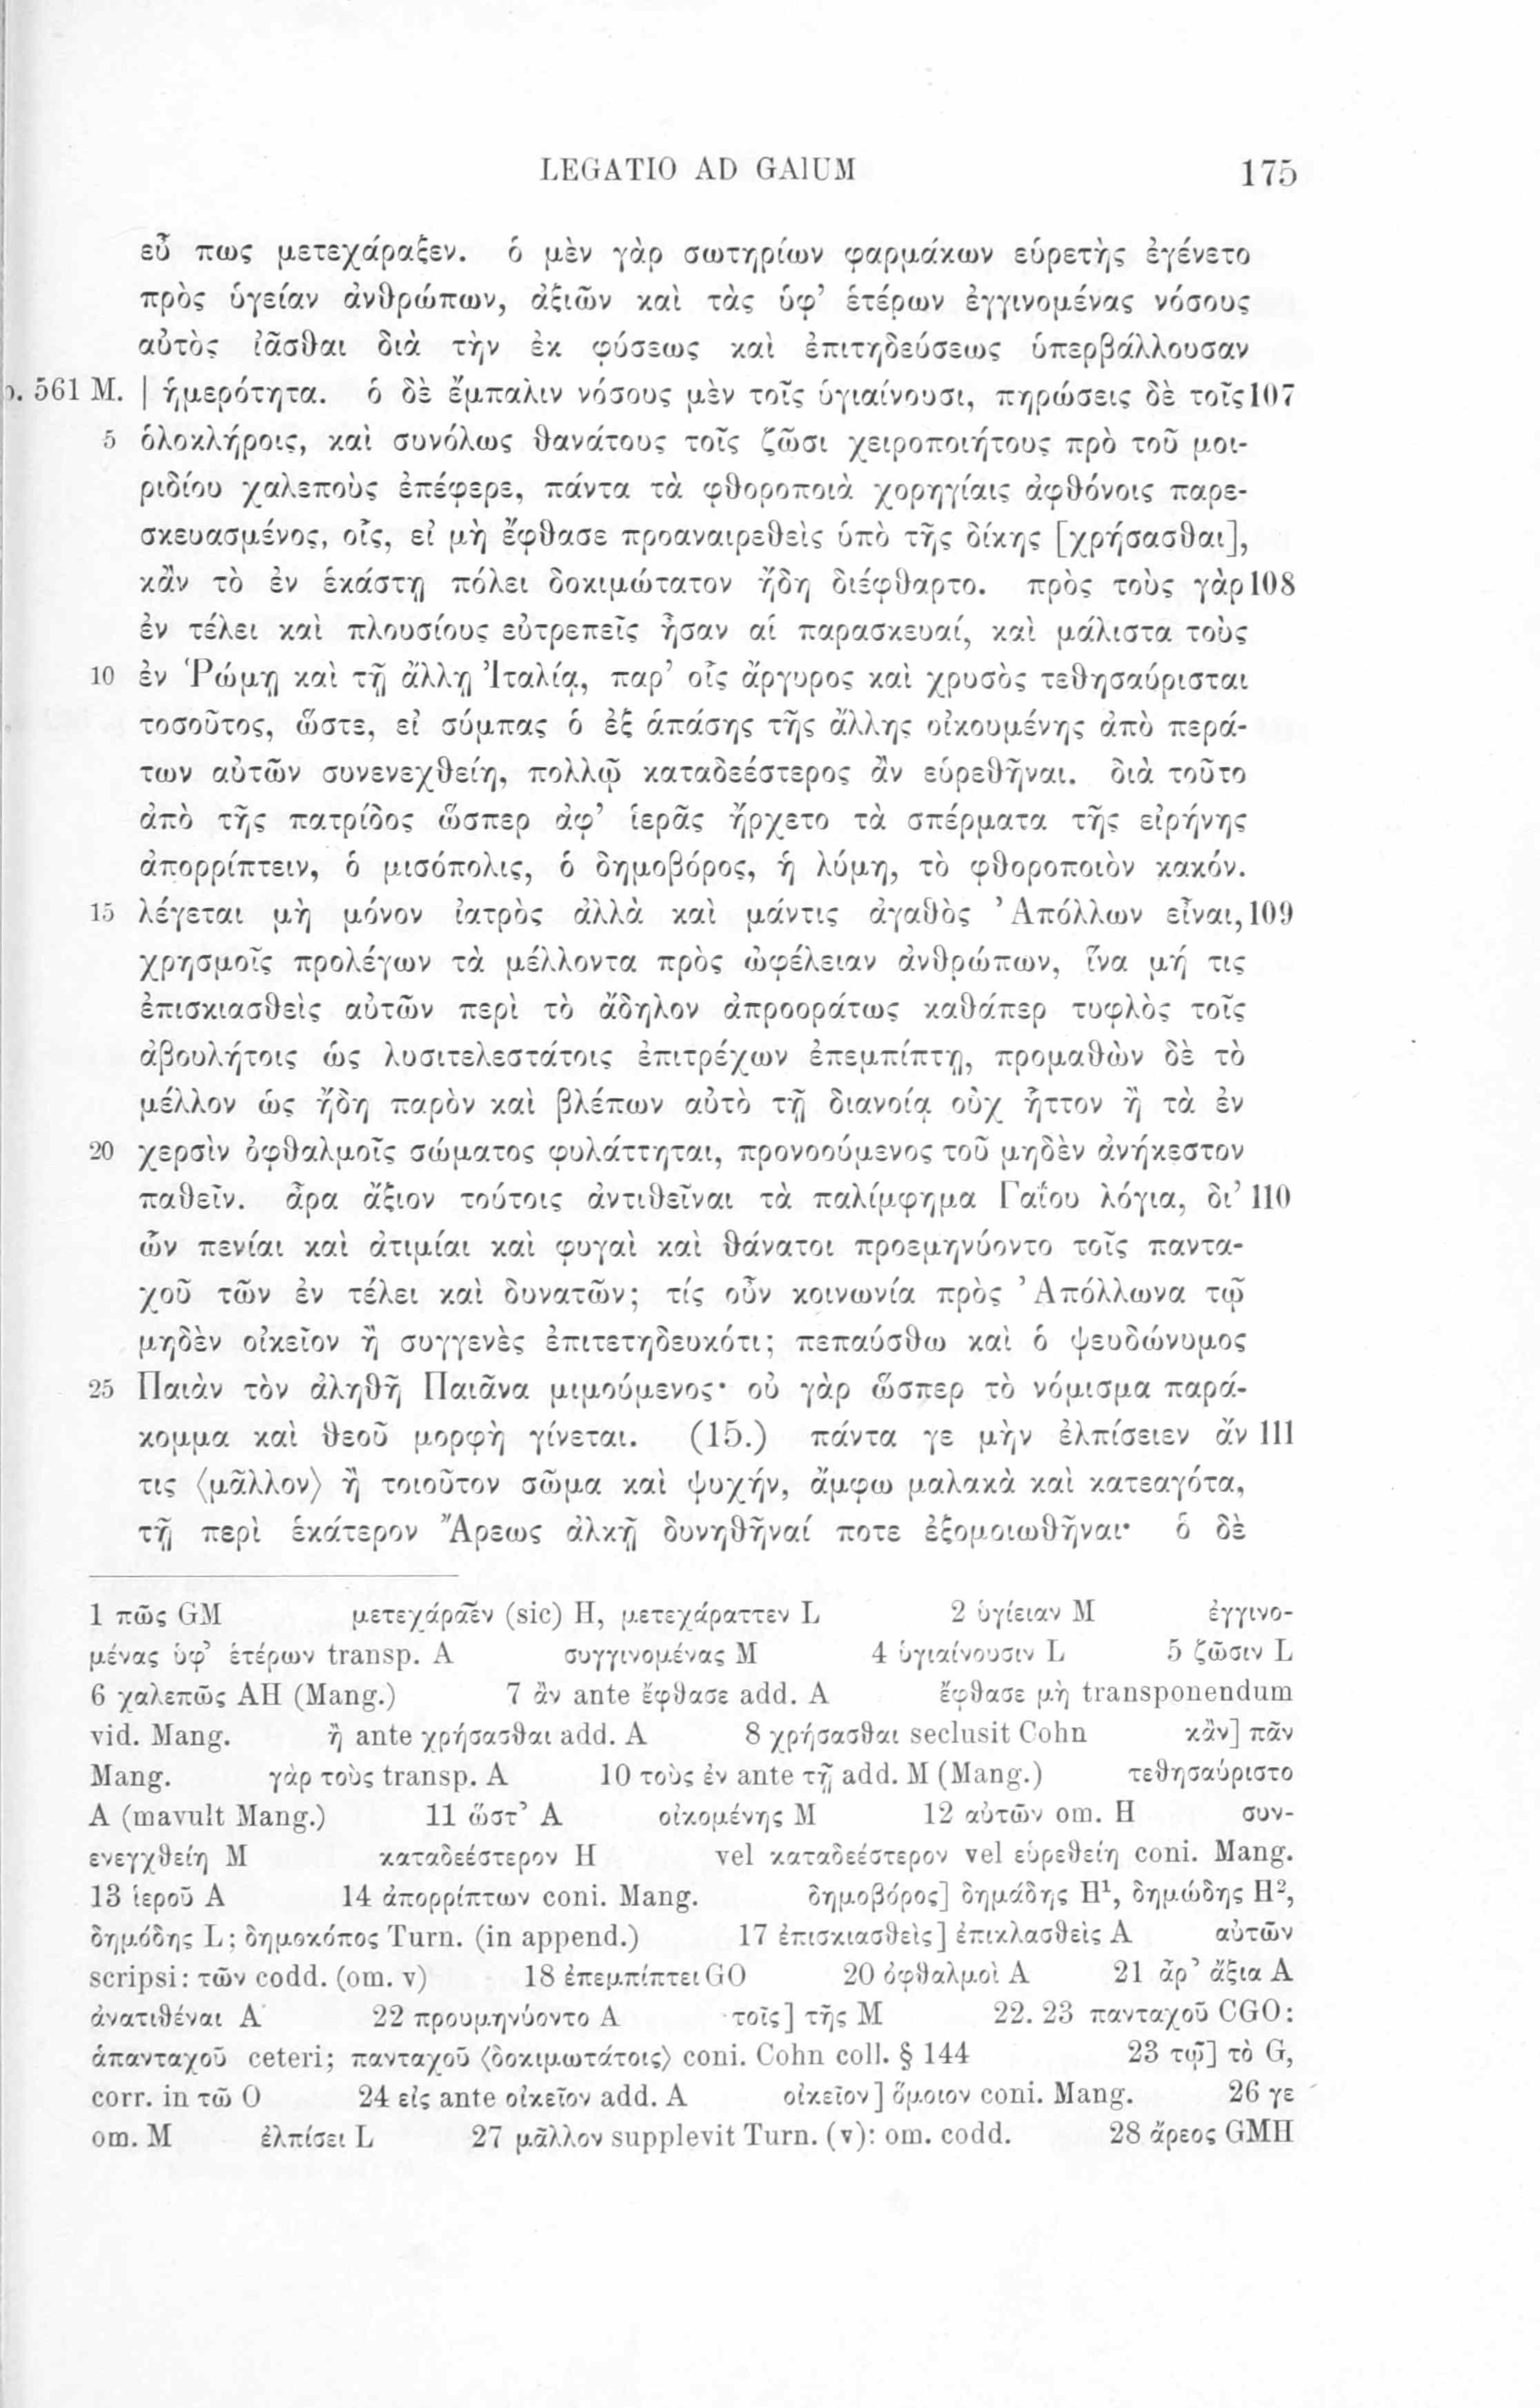 LEGATIO AD GAIUM 175
εὖ πως μετεχάραξεν. ὁ μὲν γὰρ σωτηρίων φαρμάκων εὑρετὴς ἐγένετο
πρὸς ὑγείαν ἀνθρώπων, ἀξιῶν καὶ τὰς ὑφ’ ἑτέρων ἐγγινομένας νόσους
αὐτὸς ἰᾶσθαι διὰ τὴν ἐκ φύσεως καὶ ἐπιτηδεύσεως ὑπερβάλλουσαν
p. 561 M. | ἡμερότητα. ὁ δὲ ἔμπαλιν νόσους μὲν τοῖς ὑγιαίνουσι, πηρώσεις δὲ τοῖς 107
5 ὁλοκλήροις, καὶ συνόλως θανάτους τοῖς ζῶσι χειροποιήτους πρὸ τοῦ μοι-
ριδίου χαλεποὺς ἐπέφερε, πάντα τὰ φθοροποιὰ χορηγίαις ἀφθόνοις παρε-
σκευασμένος, οἷς, εἰ μὴ ἔφθασε προαναιρεθεὶς ὑπὸ τῆς δίκης [χρήσασθαι],
κἂν τὸ ἐν ἑκάστῃ πόλει δοκιμώτατον ἤδη διέφθαρτο. πρὸς τοὺς γὰρ 108
ἐν τέλει καὶ πλουσίους εὐτρεπεῖς ἦσαν αἱ παρασκευαί, καὶ μάλιστα τοὺς
10 ἐν Ῥώμῃ καὶ τῇ ἄλλῃ Ἰταλίᾳ, παρ’ οἷς ἄργυρος καὶ χρυσὸς τεθησαύρισται
τοσοῦτος, ὥστε, εἰ σύμπας ὁ ἐξ ἁπάσης τῆς ἄλλης οἰκουμένης ἀπὸ περά-
των αὐτῶν συνενεχθείη, πολλῷ καταδεέστερος ἂν εὑρεθῆναι. διὰ τοῦτο
ἀπὸ τῆς πατρίδος ὥσπερ ἀφ’ ἱερᾶς ἤρχετο τὰ σπέρματα τῆς εἰρήνης
ἀπορρίπτειν, ὁ μισόπολις, ὁ δημοβόρος, ἡ λύμη, τὸ φθοροποιὸν κακόν.
15 λέγεται μὴ μόνον ἰατρὸς ἀλλὰ καὶ μάντις ἀγαθὸς Ἀπόλλων εἶναι, 109
χρησμοῖς προλέγων τὰ μέλλοντα πρὸς ὠφέλειαν ἀνθρώπων, ἵνα μή τις
ἐπισκιασθεὶς αὐτῶν περὶ τὸ ἄδηλον ἀπροοράτως καθάπερ τυφλὸς τοῖς
ἀβουλήτοις ὡς λυσιτελεστάτοις ἐπιτρέχων ἐπεμπίπτῃ, προμαθὼν δὲ τὸ
μέλλον ὡς ἤδη παρὸν καὶ βλέπων αὐτὸ τῇ διανοίᾳ οὐχ ἧττον ἢ τὰ ἐν
20 χερσὶν ὀφθαλμοῖς σώματος φυλάττηται, προνοούμενος τοῦ μηδὲν ἀνήκεστον
παθεῖν. ἆρα ἄξιον τούτοις ἀντιθεῖναι τὰ παλίμφημα Γαΐου λόγια, δι’ 110
ὧν πενίαι καὶ ἀτιμίαι καὶ φυγαὶ καὶ θάνατοι προεμηνύοντο τοῖς παντα-
χοῦ τῶν ἐν τέλει καὶ δυνατῶν; τίς οὖν κοινωνία πρὸς Ἀπόλλωνα τῷ
μηδὲν οἰκεῖον ἢ συγγενὲς ἐπιτετηδευκότι; πεπαύσθω καὶ ὁ ψευδώνυμος
25 Παιὰν τὸν ἀληθῆ Παιᾶνα μιμούμενος· οὐ γὰρ ὥσπερ τὸ νόμισμα παρά-
κομμα καὶ θεοῦ μορφὴ γίνεται. (15.) πάντα γε μὴν ἐλπίσειεν ἄν 111
τις ⟨μᾶλλον⟩ ἢ τοιοῦτον σῶμα καὶ ψυχήν, ἄμφω μαλακὰ καὶ κατεαγότα,
τῇ περὶ ἑκάτερον Ἄρεως ἀλκῇ δυνηθῆναί ποτε ἐξομοιωθῆναι· ὁ δὲ
1 πῶς GM μετεχάρᾶξν (sic) H, μετεχάραττεν L 2 ὑγίειαν M ἐγγινο-
μένας ὑφ’ ἑτέρων transp. A συγγινομένας M 4 ὑγιαίνουσιν L 5 ζῶσιν L
6 χαλεπῶς AH (Mang.) 7 ἂν ante ἔφθασε add. A ἔφθασε μὴ transponendum
vid. Mang. ἢ ante χρήσασθαι add. A 8 χρήσασθαι seclusit Cohn κἂν] πᾶν
Mang. γὰρ τοὺς transp. A 10 τοὺς ἐν ante τῇ add. M (Mang.) τεθησαύριστο
A (mavult Mang.) 11 ὥστ’ A οἰκομένης M 12 αὐτῶν om. H συν-
ενεγχθείη M καταδεέστερον H vel καταδεέστερον vel εὑρεθείη coni. Mang.
13 ἱεροῦ A 14 ἀπορρίπτων coni. Mang. δημοβόρος] δημάδης H¹, δημώδης H²,
δημόδης L; δημοκόπος Turn. (in append.) 17 ἐπισκιασθεὶς] ἐπικλασθεὶς A αὐτῶν
scripsi: τῶν codd. (om. v) 18 ἐπεμπίπτει GO 20 ὀφθαλμοὶ A 21 ἆρ’ ἄξια A
ἀνατιθέναι A 22 προυμηνύοντο A τοῖς] τῆς M 22. 23 πανταχοῦ CGO:
ἁπανταχοῦ ceteri; πανταχοῦ ⟨δοκιμωτάτοις⟩ coni. Cohn coll. § 144 23 τῷ] τὸ G,
corr. in τῶ O 24 εἰς ante οἰκεῖον add. A οἰκεῖον] ὅμοιον coni. Mang. 26 γε
om. M ἐλπίσει L 27 μᾶλλον supplevit Turn. (v): om. codd. 28 ἄρεος GMH